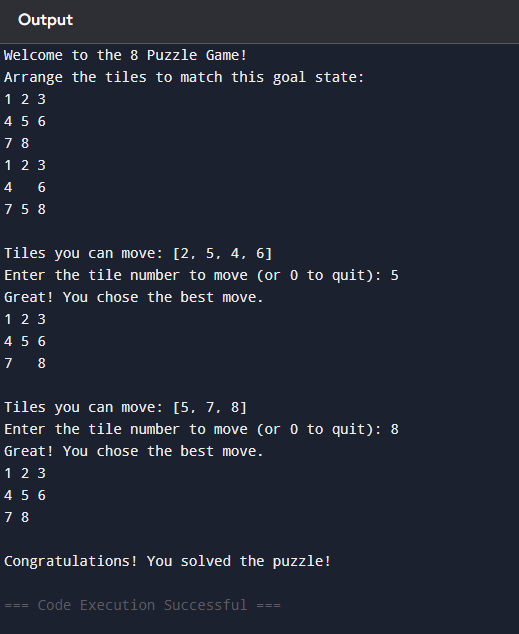 Output
Welcome to the 8 Puzzle Game!
Arrange the tiles to match this goal state:
1 2 3
4 5 6
7 8
1 2 3
4   6
7 5 8
Tiles you can move: [2, 5, 4, 6]
Enter the tile number to move (or 0 to quit): 5
Great! You chose the best move.
1 2 3
4 5 6
7   8
Tiles you can move: [5, 7, 8]
Enter the tile number to move (or 0 to quit): 8
Great! You chose the best move.
1 2 3
4 5 6
7 8
Congratulations! You solved the puzzle!
=== Code Execution Successful ===